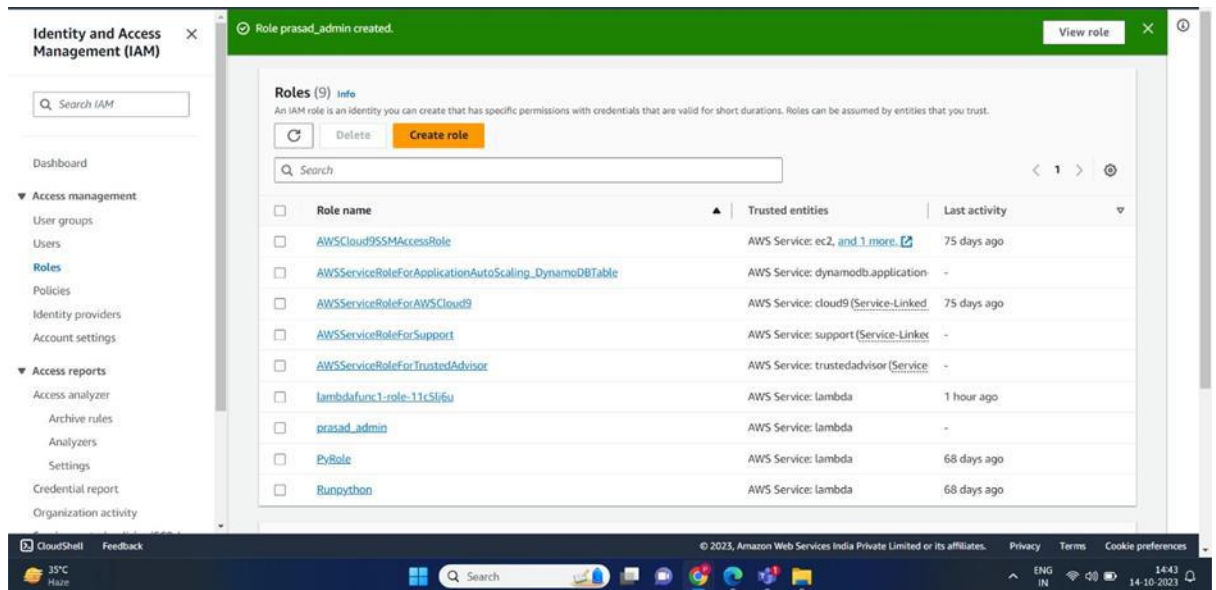 Identity and Access
Management (IAM)
Search IAM
Dashboard
Access management
User groups
Users
Roles
Policies
Identity providers
Account settings
Access reports
Access analyzer
Archive rules
Analyzers
Settings
Credential report
Organization activity
Role prasad_admin created.
View role
Roles (9) Info
An IAM role is an identity you can create that has specific permissions with credentials that are valid for short durations. Roles can be assumed by entities that you trust.
Delete
Create role
Search
1
Role name Trusted entities Last activity
AWSCloud9SSMAccessRole AWS Service: ec2, and 1 more. 75 days ago
AWSServiceRoleForApplicationAutoScaling_DynamoDBTable AWS Service: dynamodb.application- -
AWSServiceRoleForAWSCloud9 AWS Service: cloud9 (Service-Linked 75 days ago
AWSServiceRoleForSupport AWS Service: support (Service-Linked -
AWSServiceRoleForTrustedAdvisor AWS Service: trustedadvisor (Service -
lambdafunc1-role-11c5lj6u AWS Service: lambda 1 hour ago
prasad_admin AWS Service: lambda -
PyRole AWS Service: lambda 68 days ago
Runpython AWS Service: lambda 68 days ago
CloudShell Feedback
© 2023, Amazon Web Services India Private Limited or its affiliates. Privacy Terms Cookie preferences
35°C
Haze
Search
ENG
IN
14:43
14-10-2023